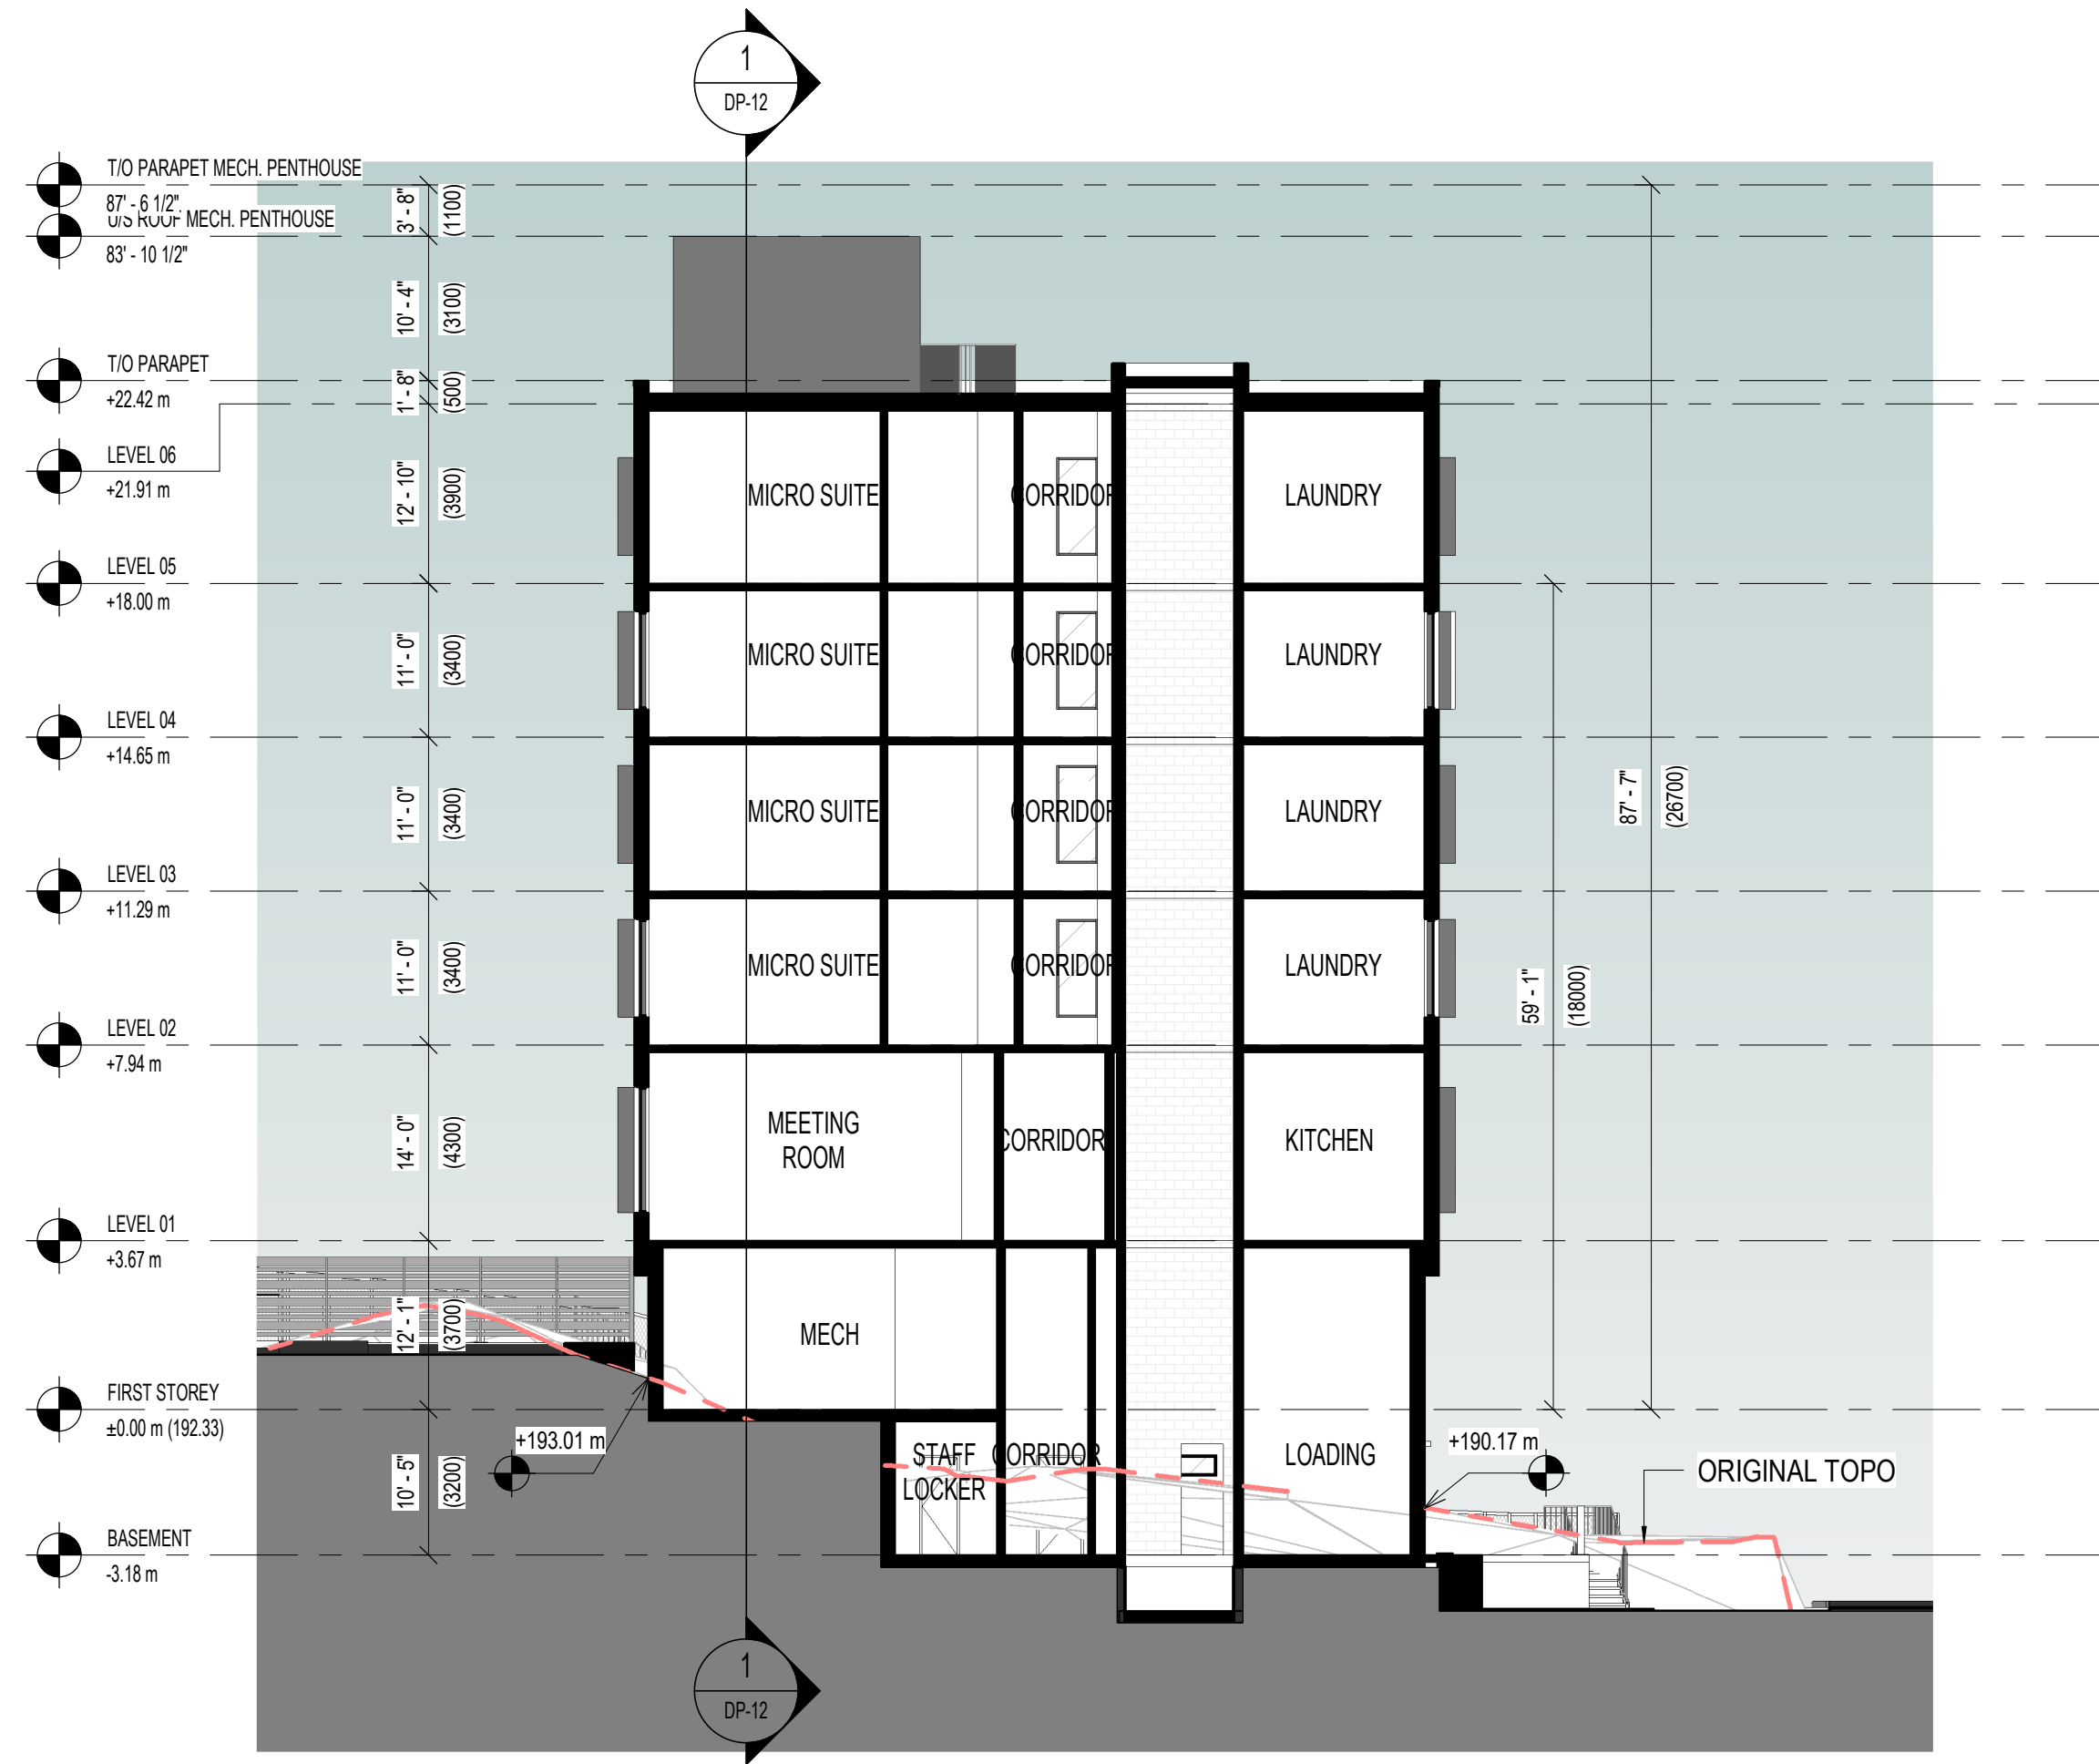 1
DP-12
T/O PARAPET MECH. PENTHOUSE
87' - 6 1/2"
U/S ROOF MECH. PENTHOUSE
83' - 10 1/2"
3' - 8"
(1100)
10' - 4"
(3100)
T/O PARAPET
+22.42 m
1' - 8"
(500)
LEVEL 06
+21.91 m
12' - 10"
(3900)
MICRO SUITE
CORRIDOR
LAUNDRY
LEVEL 05
+18.00 m
11' - 0"
(3400)
MICRO SUITE
CORRIDOR
LAUNDRY
LEVEL 04
+14.65 m
11' - 0"
(3400)
MICRO SUITE
CORRIDOR
LAUNDRY
87' - 7"
(26700)
LEVEL 03
+11.29 m
11' - 0"
(3400)
MICRO SUITE
CORRIDOR
LAUNDRY
59' - 1"
(18000)
LEVEL 02
+7.94 m
14' - 0"
(4300)
MEETING
ROOM
CORRIDOR
KITCHEN
LEVEL 01
+3.67 m
12' - 1"
(3700)
MECH
FIRST STOREY
±0.00 m (192.33)
+193.01 m
10' - 5"
(3200)
STAFF
LOCKER
CORRIDOR
LOADING
+190.17 m
ORIGINAL TOPO
BASEMENT
-3.18 m
1
DP-12